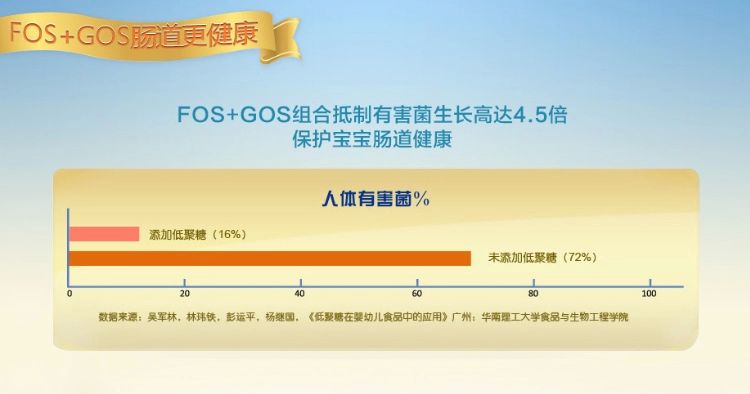 FOS+GOS肠道更健康
FOS+GOS组合抵制有害菌生长高达4.5倍
保护宝宝肠道健康
人体有害菌%
添加低聚糖（16%）
未添加低聚糖（72%）
0 20 40 60 80 100
数据来源：吴军林，林玮铁，彭运平，杨继国，《低聚糖在婴幼儿食品中的应用》广州：华南理工大学食品与生物工程学院